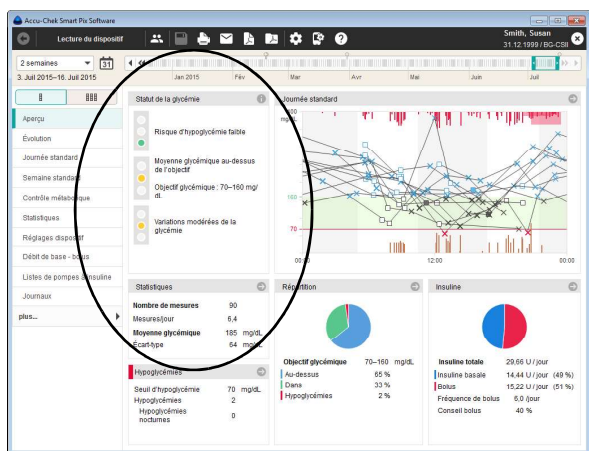 Accu-Chek Smart Pix Software
Lecture du dispositif
Smith, Susan
31.12.1999 / BG-CSII
2 semaines
31
3. Juil 2015–16. Juil 2015
Jan 2015 Fév Mar Avr Mai Juin Juil
Aperçu
Évolution
Journée standard
Semaine standard
Contrôle métabolique
Statistiques
Réglages dispositif
Débit de base - bolus
Listes de pompes à insuline
Journaux
plus...
Statut de la glycémie
Risque d'hypoglycémie faible
Moyenne glycémique au-dessus
de l'objectif
Objectif glycémique : 70–160 mg/
dL
Variations modérées de la
glycémie
Journée standard
mg/dL
160
70
00:00 12:00 00:00
Statistiques
Nombre de mesures 90
Mesures/jour 6,4
Moyenne glycémique 185 mg/dL
Écart-type 64 mg/dL
Hypoglycémies
Seuil d'hypoglycémie 70 mg/dL
Hypoglycémies 2
Hypoglycémies
nocturnes 0
Répartition
Objectif glycémique 70–160 mg/dL
Au-dessus 65 %
Dans 33 %
Hypoglycémies 2 %
Insuline
Insuline totale 29,66 U / jour
Insuline basale 14,44 U / jour (49 %)
Bolus 15,22 U / jour (51 %)
Fréquence de bolus 6,0 /jour
Conseil bolus 40 %